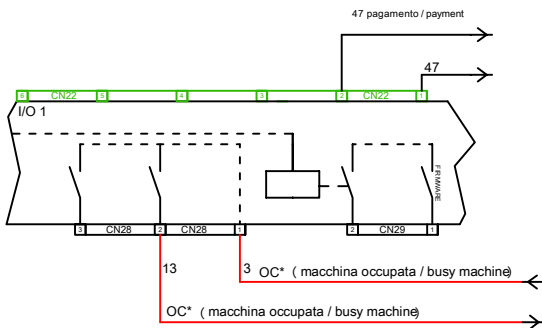 47 pagamento / payment
47
6 CN22 5 4 3 2 CN22 1
I/O 1
FIRMWARE
3 CN28 2 CN28 1 2 CN29 1
13
3 OC* ( macchina occupata / busy machine)
OC* ( macchina occupata / busy machine)